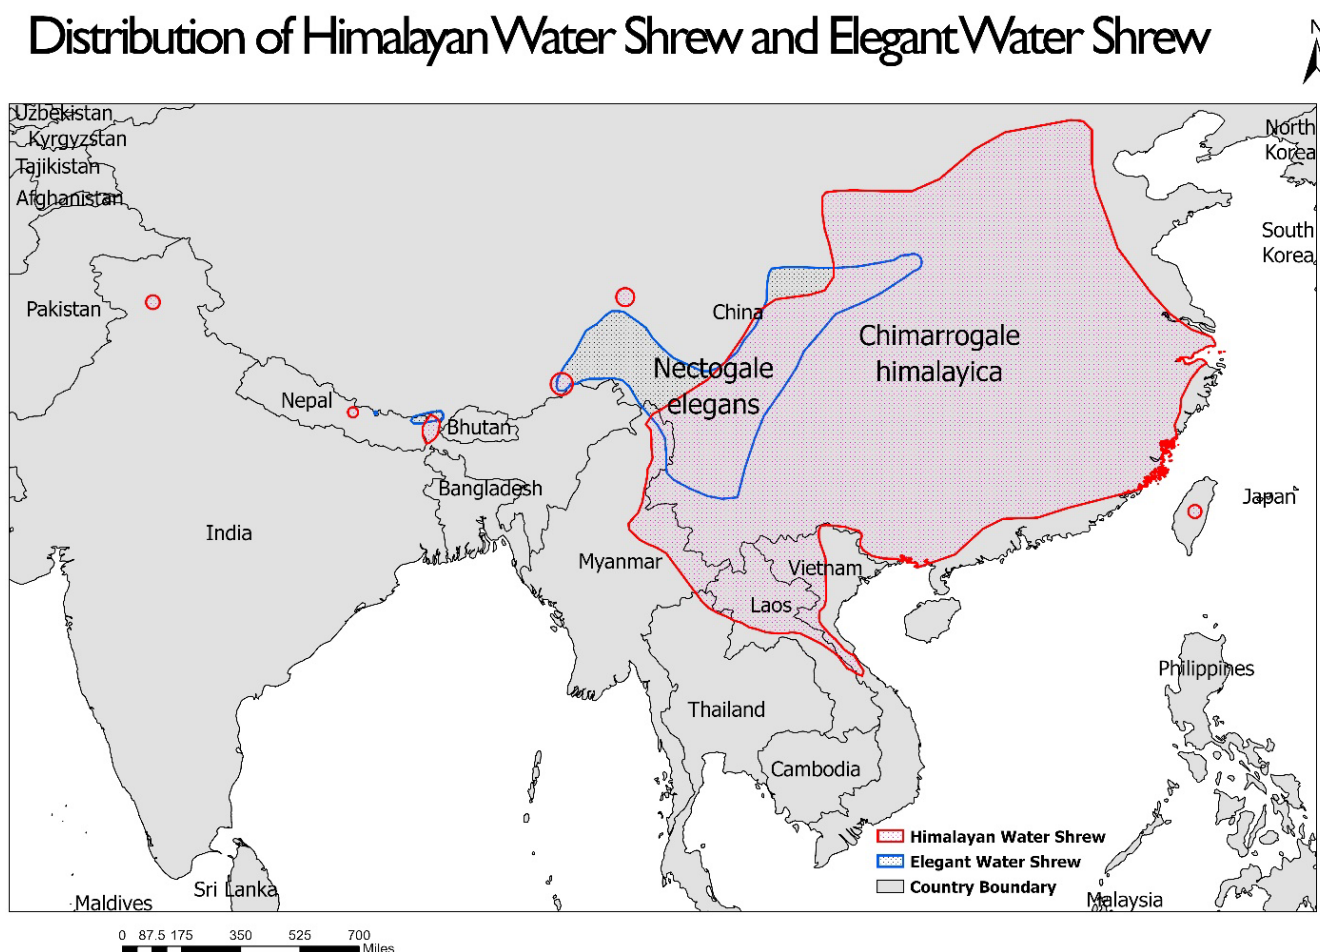 Distribution of Himalayan Water Shrew and Elegant Water Shrew
N
Uzbekistan
Kyrgyzstan
Tajikistan
Afghanistan
Pakistan
North
Korea
South
Korea
China
Chimarrogale
himalayica
Nectogale
elegans
Nepal
Bhutan
Bangladesh
India
Myanmar
Vietnam
Laos
Japan
Thailand
Cambodia
Philippines
Himalayan Water Shrew
Elegant Water Shrew
Country Boundary
Sri Lanka
Maldives
Malaysia
0 87.5 175 350 525 700
Miles